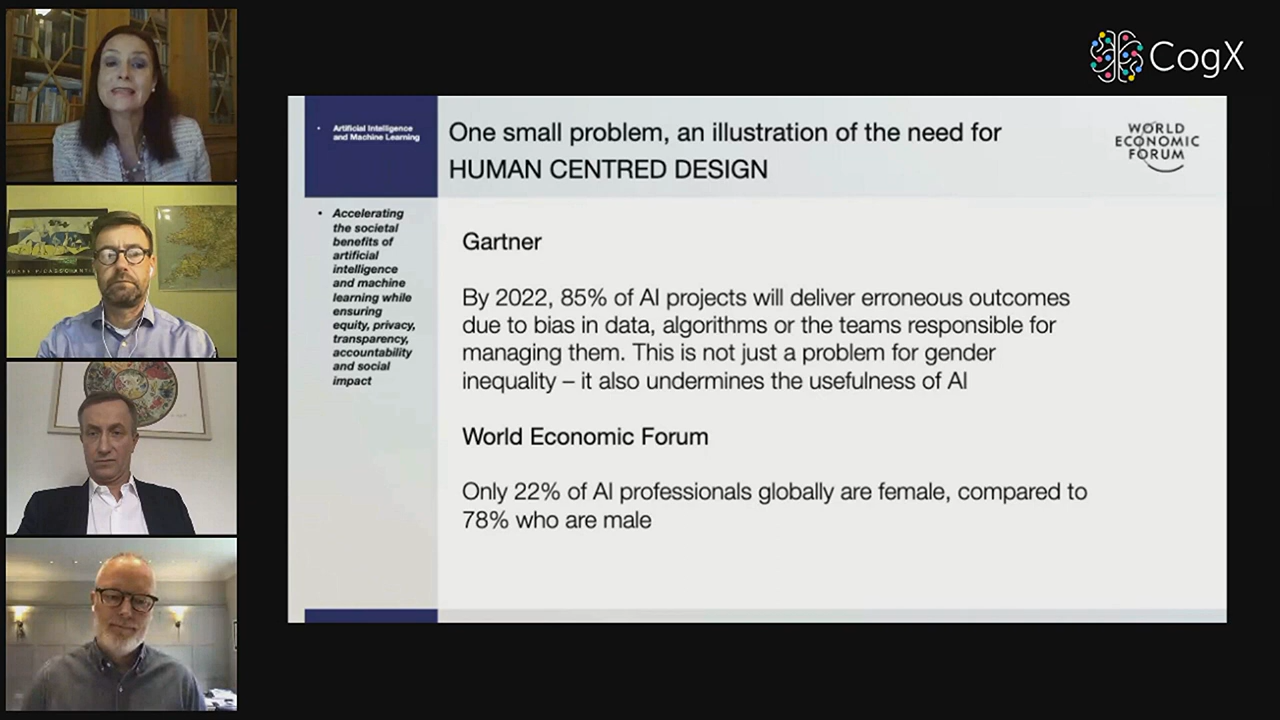 CogX
Artificial Intelligence
and Machine Learning
One small problem, an illustration of the need for
HUMAN CENTRED DESIGN
WORLD
ECONOMIC
FORUM
Accelerating
the societal
benefits of
artificial
intelligence
and machine
learning while
ensuring
equity, privacy,
transparency,
accountability
and social
impact
Gartner
By 2022, 85% of AI projects will deliver erroneous outcomes
due to bias in data, algorithms or the teams responsible for
managing them. This is not just a problem for gender
inequality – it also undermines the usefulness of AI
World Economic Forum
Only 22% of AI professionals globally are female, compared to
78% who are male